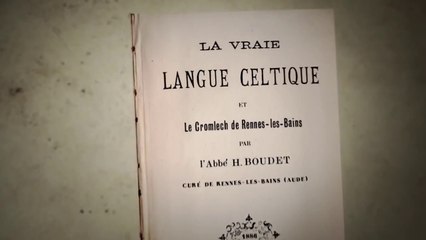 LA VRAIE
LANGUE CELTIQUE
ET
Le Cromlech de Rennes-les-Bains
PAR
l'Abbé H. BOUDET
CURÉ DE RENNES-LES-BAINS (AUDE)
1886